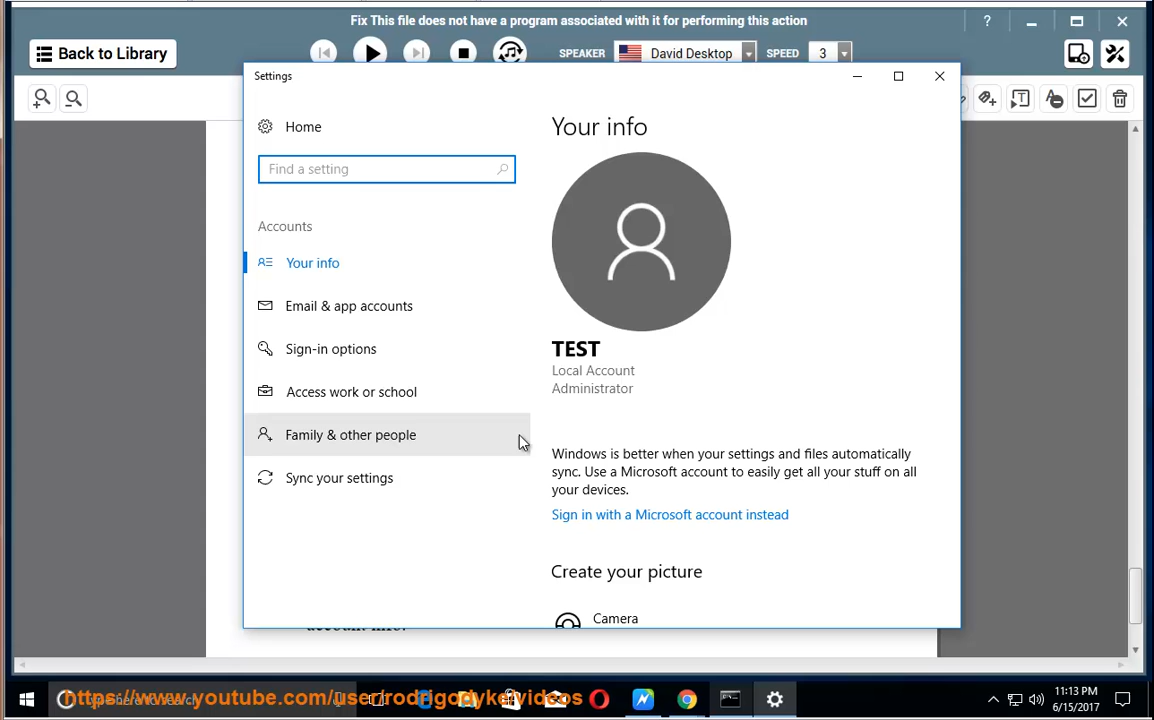 Fix This file does not have a program associated with it for performing this action
Back to Library
SPEAKER David Desktop SPEED 3
Settings
Home
Find a setting
Accounts
Your info
Email & app accounts
Sign-in options
Access work or school
Family & other people
Sync your settings
Your info
TEST
Local Account
Administrator
Windows is better when your settings and files automatically
sync. Use a Microsoft account to easily get all your stuff on all
your devices.
Sign in with a Microsoft account instead
Create your picture
Camera
account info.
https://www.youtube.com/user/rodrigodykervideos
11:13 PM
6/15/2017